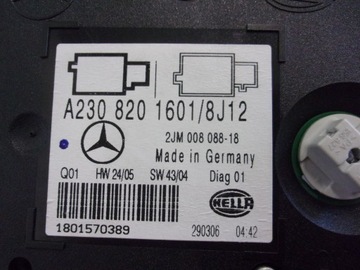 A230 820 1601/8J12
2JM 008 088-18
Made in Germany
Q01 HW 24/05 SW 43/04 Diag 01
HELLA
1801570389 290306 04:42